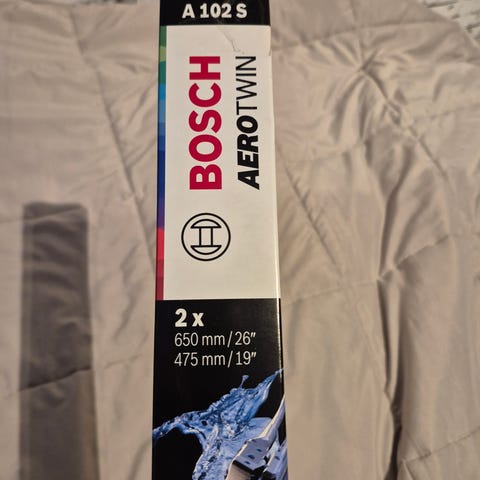 A 102 S
BOSCH
AEROTWIN
2 x
650 mm / 26"
475 mm / 19"